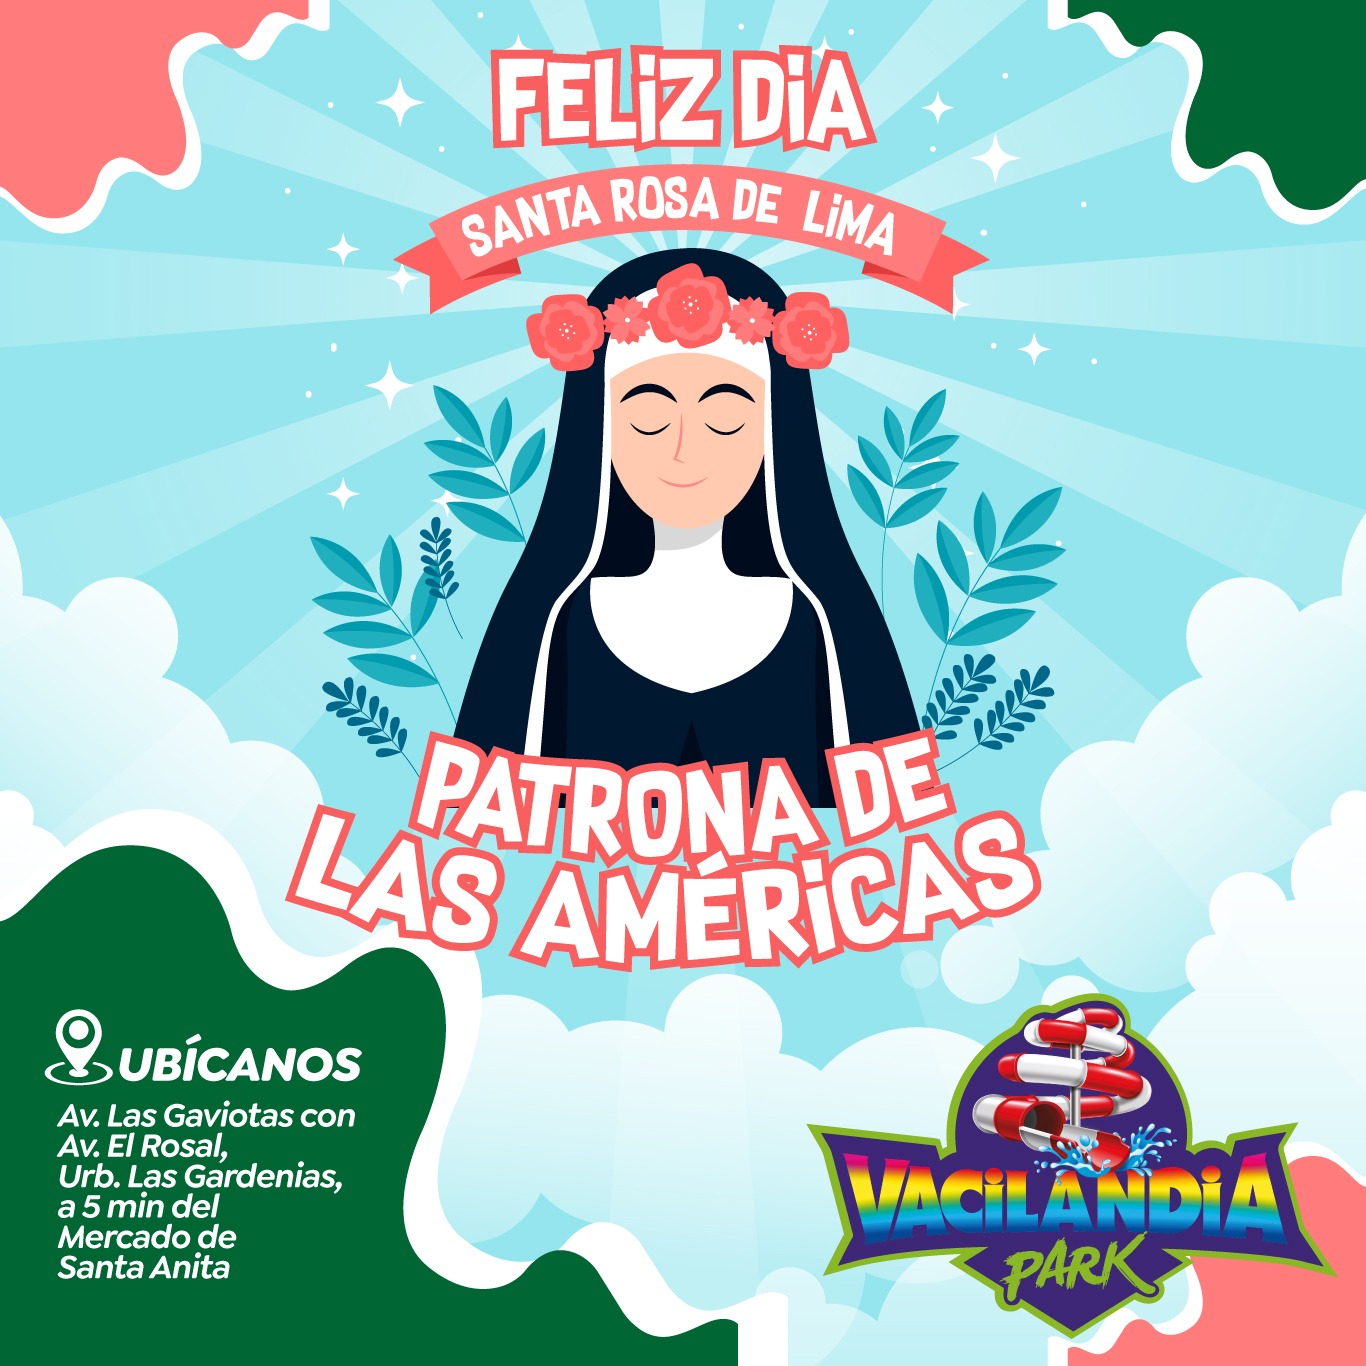 FELiZ DiA
SANTA ROSA DE LiMA
PATRONA DE
LAS AMÉRiCAS
UBÍCANOS
Av. Las Gaviotas con
Av. El Rosal,
Urb. Las Gardenias,
a 5 min del
Mercado de
Santa Anita
VACiLANDiA
PARK